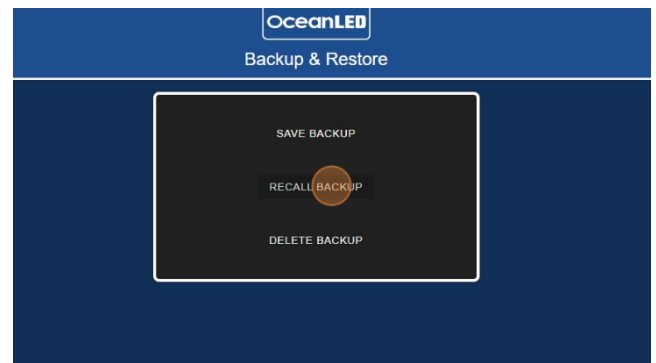 OceanLED
Backup & Restore
SAVE BACKUP
RECALL BACKUP
DELETE BACKUP